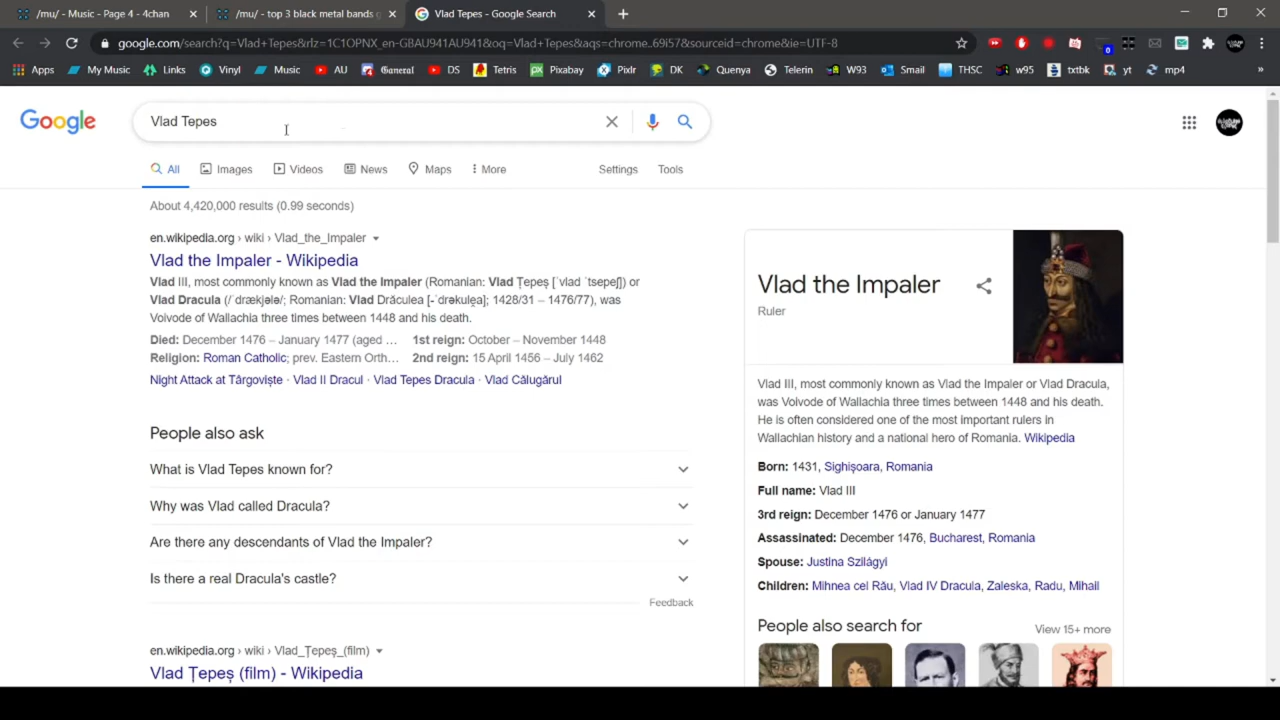 /mu/ - Music - Page 4 - 4chan
/mu/ - top 3 black metal bands g
Vlad Tepes - Google Search
google.com/search?q=Vlad+Tepes&rlz=1C1OPNX_en-GBAU941AU941&oq=Vlad+Tepes&aqs=chrome..69i57&sourceid=chrome&ie=UTF-8
Apps My Music Links Vinyl Music AU General DS Tetris Pixabay Pixlr DK Quenya Telerin W93 Smail THSC w95 txtbk yt mp4 »
Google
Vlad Tepes
All Images Videos News Maps More Settings Tools
About 4,420,000 results (0.99 seconds)
en.wikipedia.org › wiki › Vlad_the_Impaler
Vlad the Impaler - Wikipedia
Vlad III, most commonly known as Vlad the Impaler (Romanian: Vlad Țepeș [ˈvlad ˈtsepeʃ]) or
Vlad Dracula (/ˈdrækjələ/; Romanian: Vlad Drăculea [-ˈdrəkule̯a]; 1428/31 – 1476/77), was
Voivode of Wallachia three times between 1448 and his death.
Died: December 1476 – January 1477 (aged ... 1st reign: October – November 1448
Religion: Roman Catholic; prev. Eastern Orth... 2nd reign: 15 April 1456 – July 1462
Night Attack at Târgoviște · Vlad II Dracul · Vlad Tepes Dracula · Vlad Călugărul
People also ask
What is Vlad Tepes known for?
Why was Vlad called Dracula?
Are there any descendants of Vlad the Impaler?
Is there a real Dracula's castle?
Feedback
en.wikipedia.org › wiki › Vlad_Țepeș_(film)
Vlad Țepeș (film) - Wikipedia
Vlad the Impaler
Ruler
Vlad III, most commonly known as Vlad the Impaler or Vlad Dracula,
was Voivode of Wallachia three times between 1448 and his death.
He is often considered one of the most important rulers in
Wallachian history and a national hero of Romania. Wikipedia
Born: 1431, Sighișoara, Romania
Full name: Vlad III
3rd reign: December 1476 or January 1477
Assassinated: December 1476, Bucharest, Romania
Spouse: Justina Szilágyi
Children: Mihnea cel Rău, Vlad IV Dracula, Zaleska, Radu, Mihail
People also search for
View 15+ more